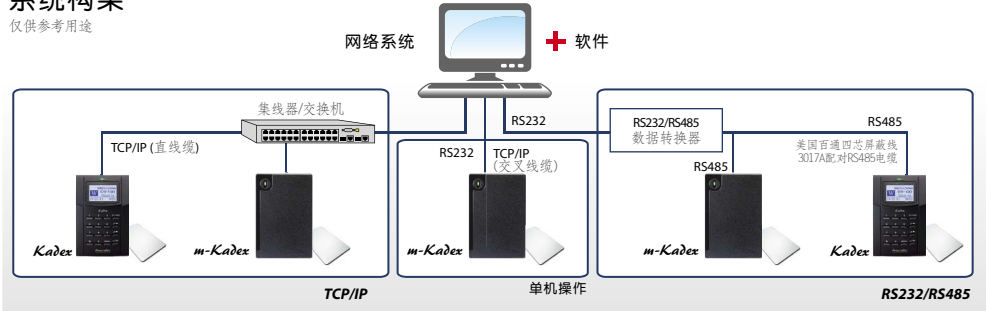 系统构架
仅供参考用途
网络系统
软件
集线器/交换机
TCP/IP (直线缆)
Kadex
m-Kadex
TCP/IP
RS232
RS232
TCP/IP
(交叉线缆)
m-Kadex
单机操作
RS232/RS485
数据转换器
RS485
RS485
美国百通四芯屏蔽线
3017A配对RS485电缆
m-Kadex
Kadex
RS232/RS485